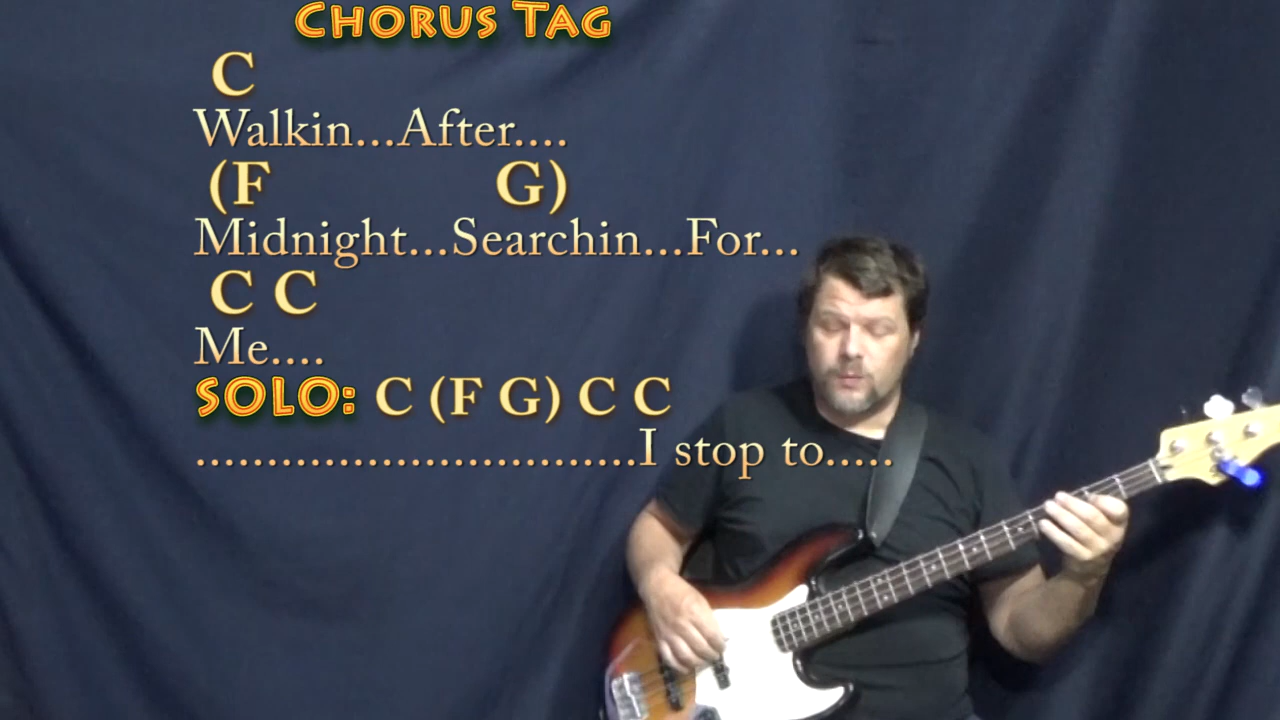 CHORUS TAG
C
Walkin...After....
(F G)
Midnight...Searchin...For...
C C
Me....
SOLO: C (F G) C C
...............................I stop to.....